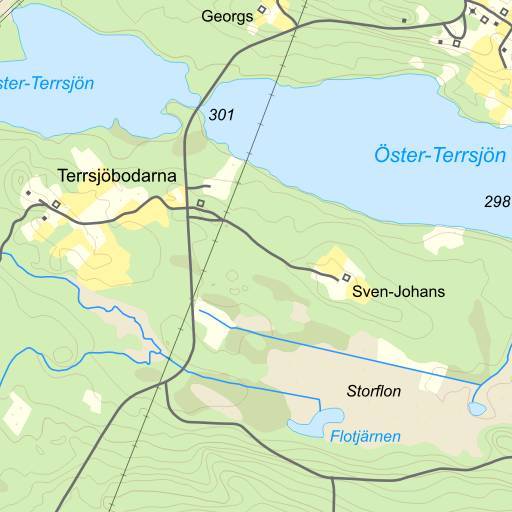 Georgs
ster-Terrsjön
301
Öster-Terrsjön
Terrsjöbodarna
298
Sven-Johans
Storflon
Flotjärnen